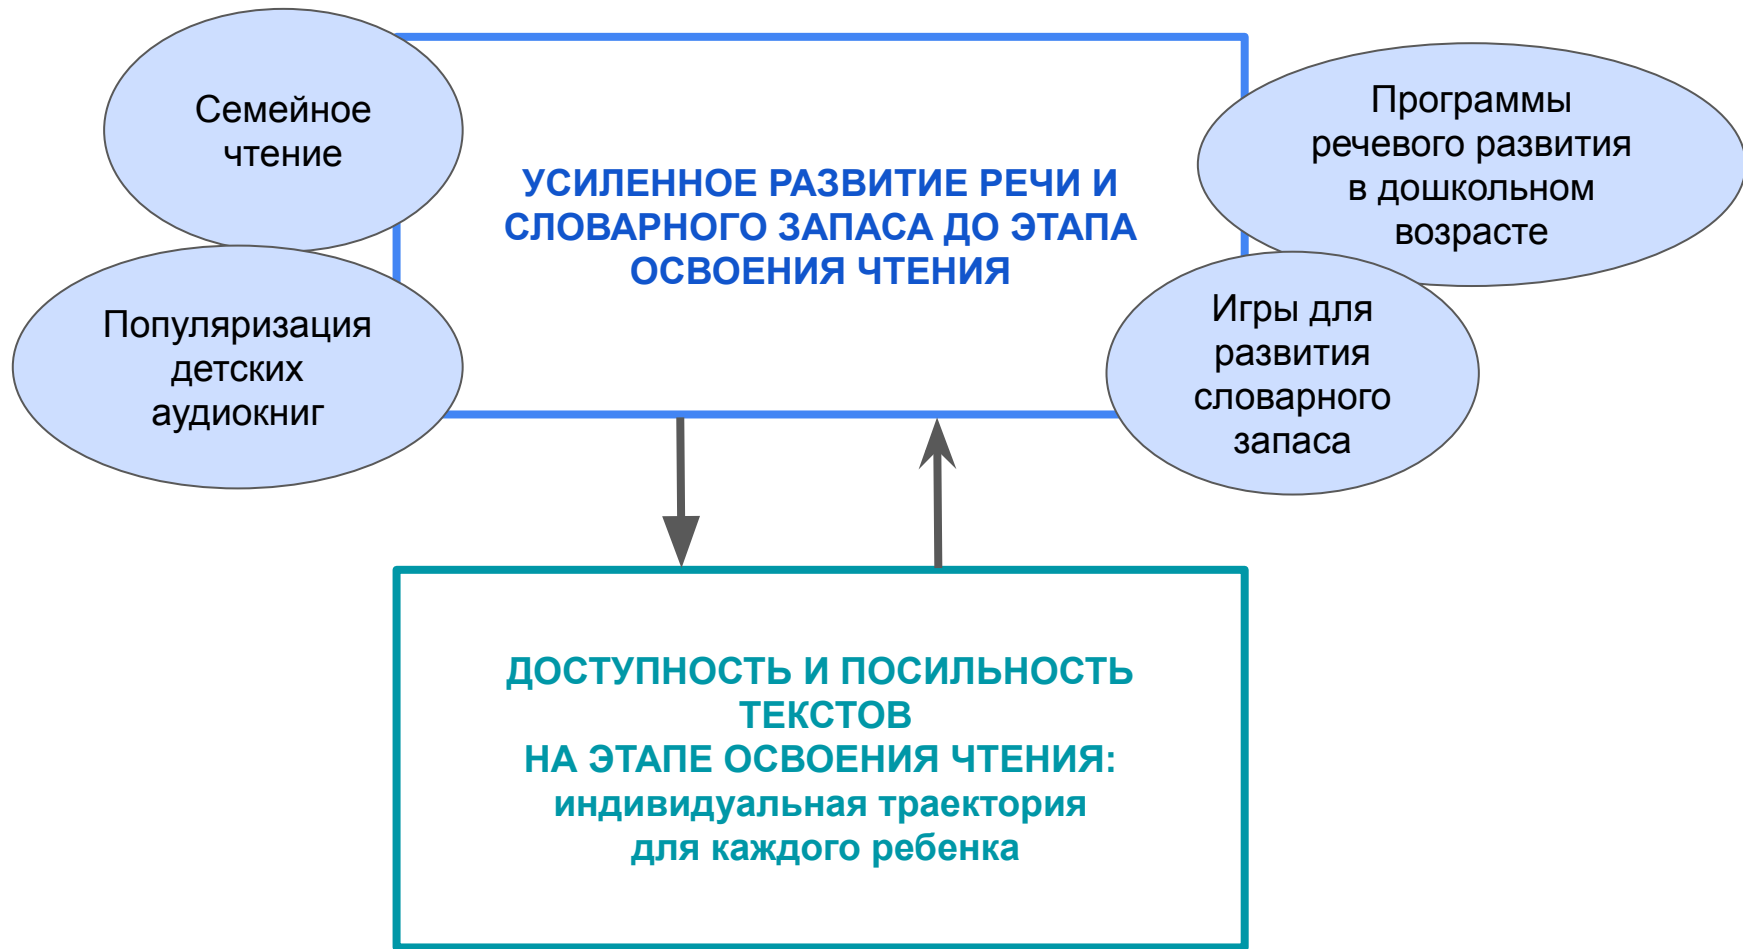 Семейное
чтение
Популяризация
детских
аудиокниг
УСИЛЕННОЕ РАЗВИТИЕ РЕЧИ И
СЛОВАРНОГО ЗАПАСА ДО ЭТАПА
ОСВОЕНИЯ ЧТЕНИЯ
Программы
речевого развития
в дошкольном
возрасте
Игры для
развития
словарного
запаса
ДОСТУПНОСТЬ И ПОСИЛЬНОСТЬ
ТЕКСТОВ
НА ЭТАПЕ ОСВОЕНИЯ ЧТЕНИЯ:
индивидуальная траектория
для каждого ребенка